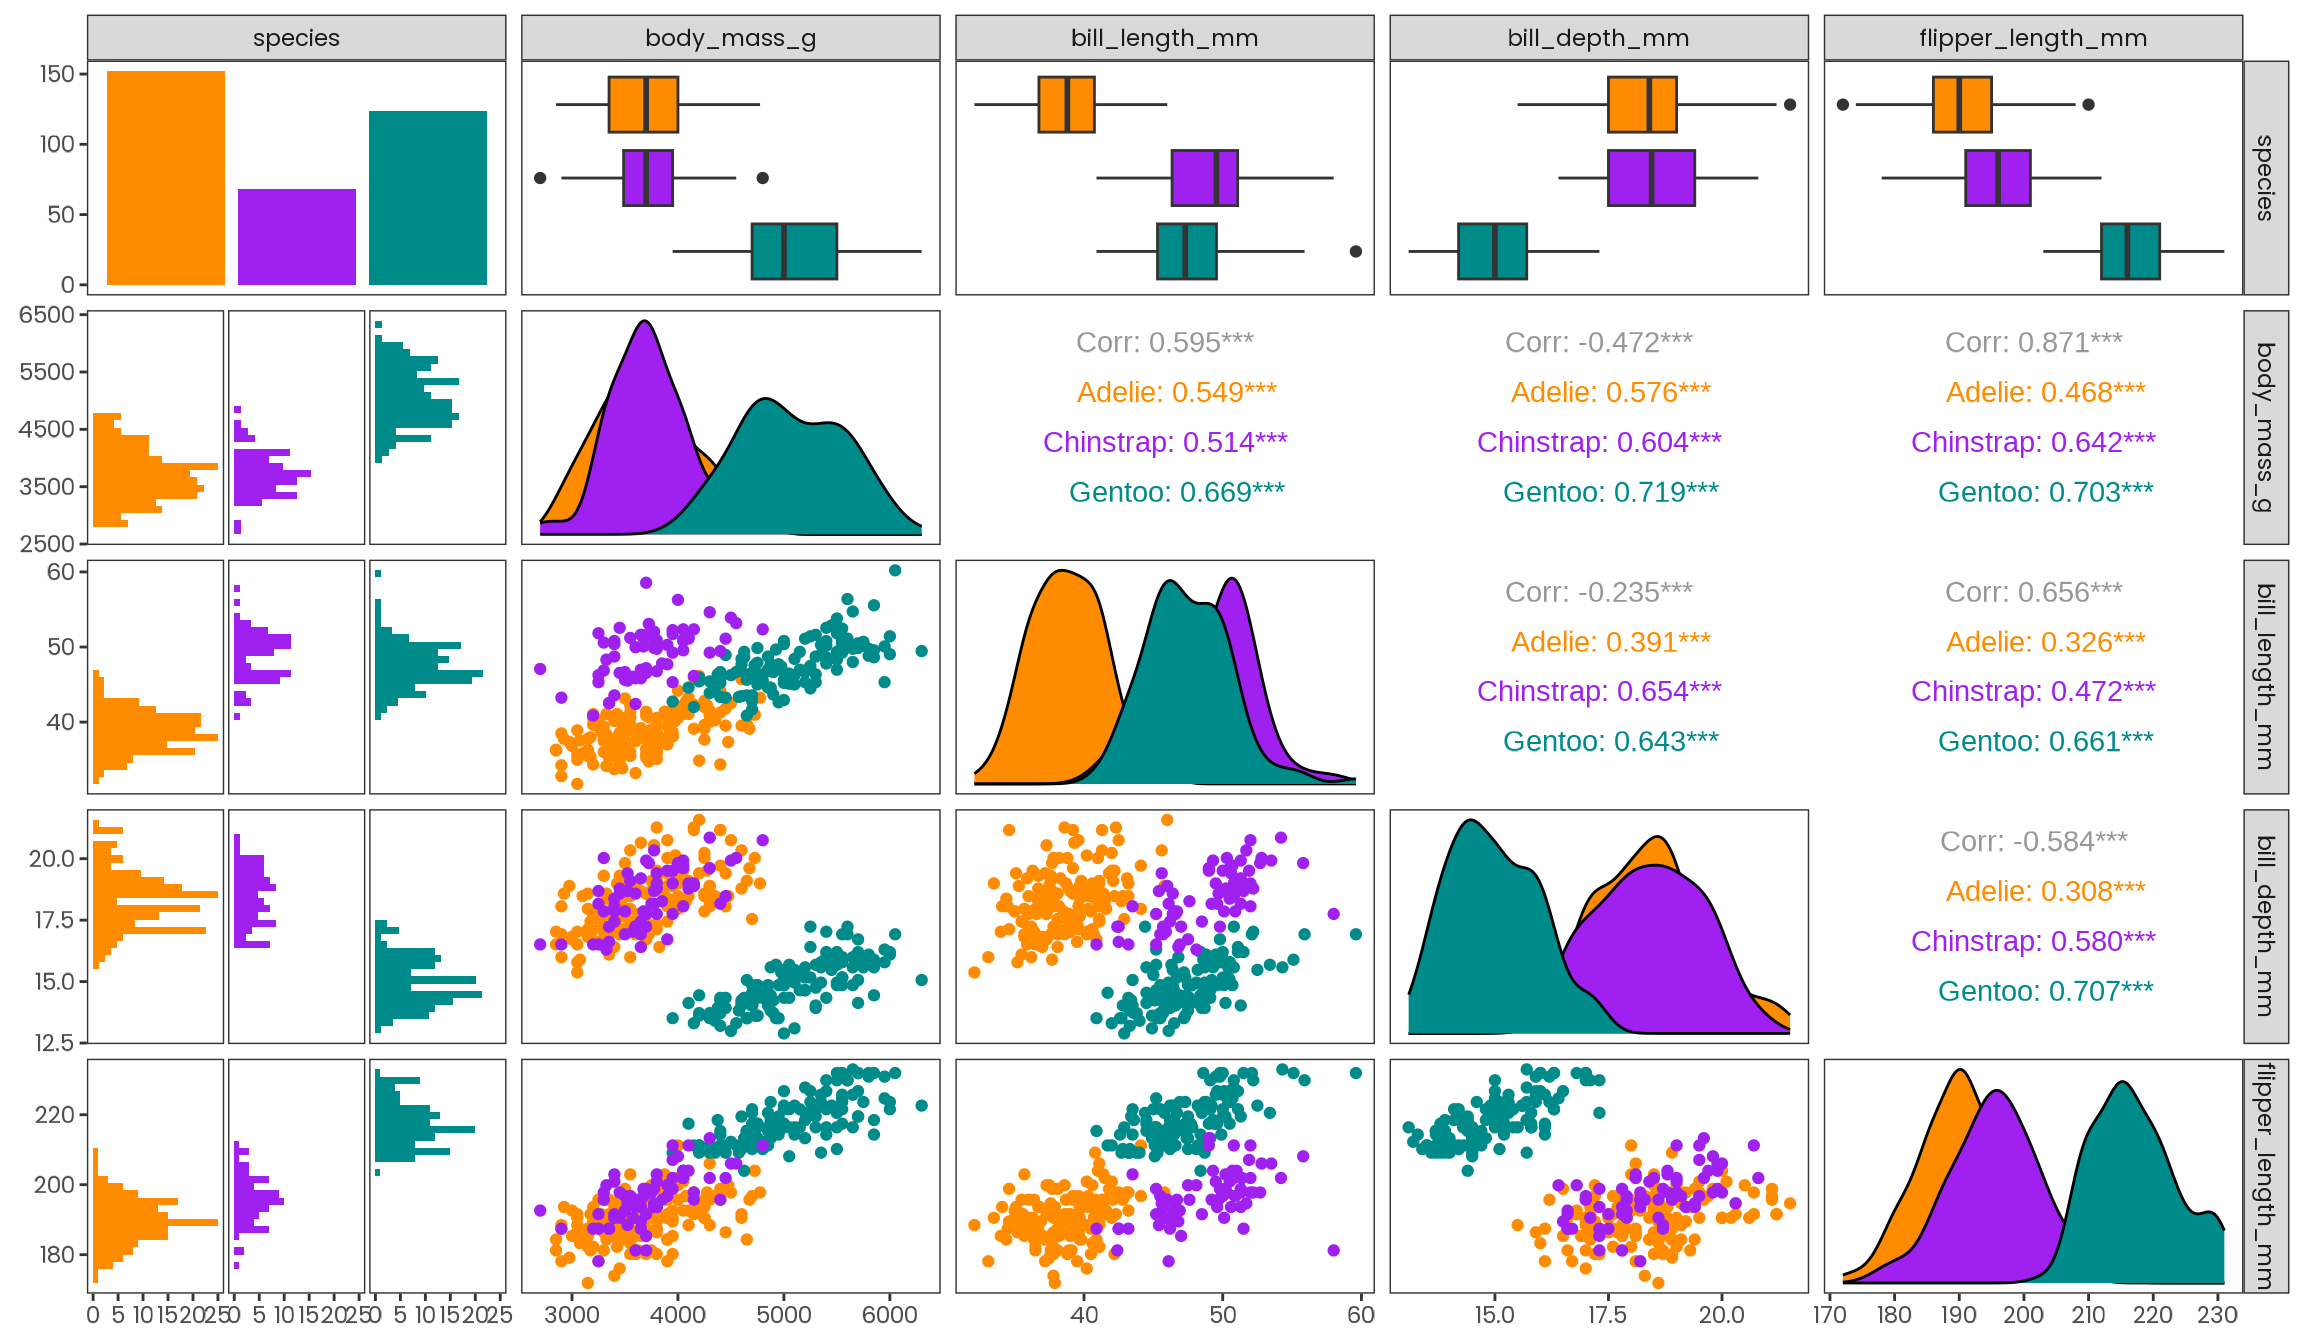 species
body_mass_g
bill_length_mm
bill_depth_mm
flipper_length_mm
150
100
50
0
species
6500
5500
4500
3500
2500
Corr: 0.595***
Adelie: 0.549***
Chinstrap: 0.514***
Gentoo: 0.669***
Corr: -0.472***
Adelie: 0.576***
Chinstrap: 0.604***
Gentoo: 0.719***
Corr: 0.871***
Adelie: 0.468***
Chinstrap: 0.642***
Gentoo: 0.703***
body_mass_g
60
50
40
Corr: -0.235***
Adelie: 0.391***
Chinstrap: 0.654***
Gentoo: 0.643***
Corr: 0.656***
Adelie: 0.326***
Chinstrap: 0.472***
Gentoo: 0.661***
bill_length_mm
20.0
17.5
15.0
12.5
Corr: -0.584***
Adelie: 0.308***
Chinstrap: 0.580***
Gentoo: 0.707***
bill_depth_mm
220
200
180
flipper_length_mm
0 5 10 15 20 25 0 5 10 15 20 25 0 5 10 15 20 25
3000 4000 5000 6000
40 50 60
15.0 17.5 20.0
170 180 190 200 210 220 230